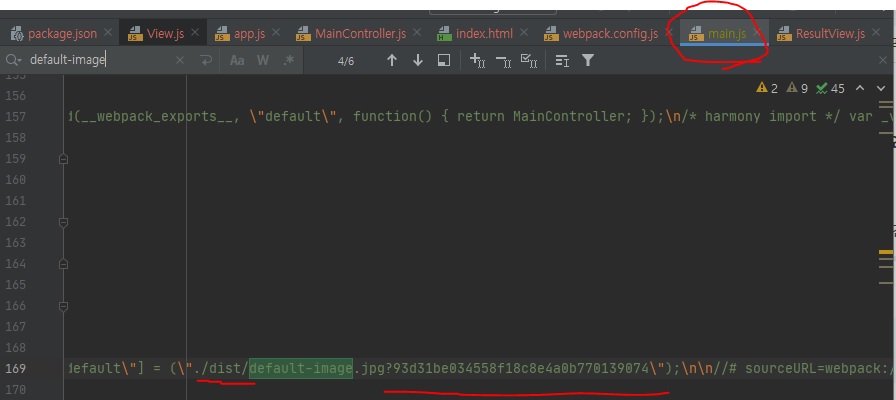 package.json View.js app.js MainController.js index.html webpack.config.js main.js ResultView.js
default-image Aa W .* 4/6
2 9 45
156
157 d(__webpack_exports__, \"default\", function() { return MainController; });\n/* harmony import */ var _v
158
159
160
161
162
163
164
165
166
167
168
169 default\"] = (\"./dist/default-image.jpg?93d31be034558f18c8e4a0b770139074\");\n\n//# sourceURL=webpack:/
170